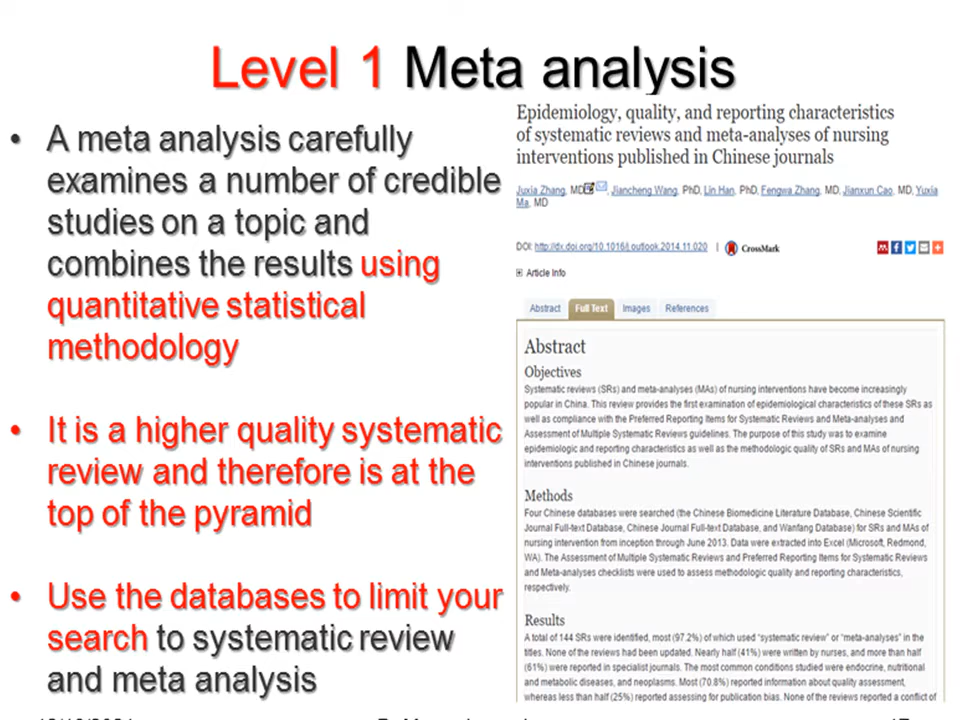 Level 1 Meta analysis
• A meta analysis carefully
examines a number of credible
studies on a topic and
combines the results using
quantitative statistical
methodology
• It is a higher quality systematic
review and therefore is at the
top of the pyramid
• Use the databases to limit your
search to systematic review
and meta analysis
Epidemiology, quality, and reporting characteristics
of systematic reviews and meta-analyses of nursing
interventions published in Chinese journals
Juxia Zhang, MD, Jiancheng Wang, PhD, Lin Han, PhD, Fengwa Zhang, MD, Jianxun Cao, MD, Yuxia
Ma, MD
DOI: http://dx.doi.org/10.1016/j.outlook.2014.11.020 | CrossMark
Article Info
Abstract Full Text Images References
Abstract
Objectives
Systematic reviews (SRs) and meta-analyses (MAs) of nursing interventions have become increasingly
popular in China. This review provides the first examination of epidemiological characteristics of these SRs as
well as compliance with the Preferred Reporting Items for Systematic Reviews and Meta-analyses and
Assessment of Multiple Systematic Reviews guidelines. The purpose of this study was to examine
epidemiologic and reporting characteristics as well as the methodologic quality of SRs and MAs of nursing
interventions published in Chinese journals.
Methods
Four Chinese databases were searched (the Chinese Biomedicine Literature Database, Chinese Scientific
Journal Full-text Database, Chinese Journal Full-text Database, and Wanfang Database) for SRs and MAs of
nursing intervention from inception through June 2013. Data were extracted into Excel (Microsoft, Redmond,
WA). The Assessment of Multiple Systematic Reviews and Preferred Reporting Items for Systematic Reviews
and Meta-analyses checklists were used to assess methodologic quality and reporting characteristics,
respectively.
Results
A total of 144 SRs were identified, most (97.2%) of which used “systematic review” or “meta-analyses” in the
titles. None of the reviews had been updated. Nearly half (41%) were written by nurses, and more than half
(61%) were reported in specialist journals. The most common conditions studied were endocrine, nutritional
and metabolic diseases, and neoplasms. Most (70.8%) reported information about quality assessment,
whereas less than half (25%) reported assessing for publication bias. None of the reviews reported a conflict of